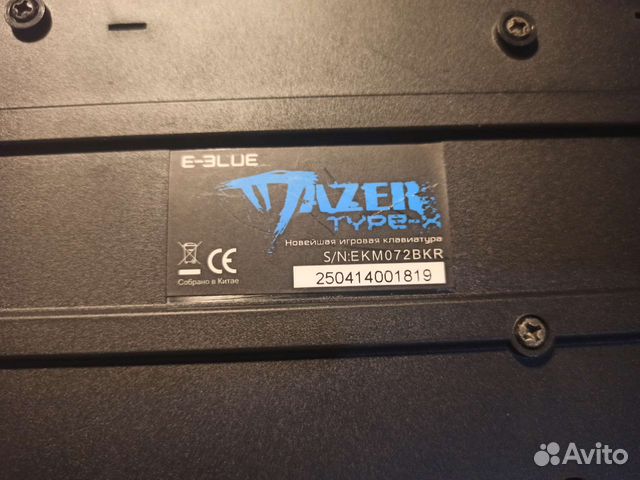 E-BLUE
MAZER
TYPE-X
Новейшая игровая клавиатура
S/N:EKM072BKR
CE
250414001819
Собрано в Китае
Avito